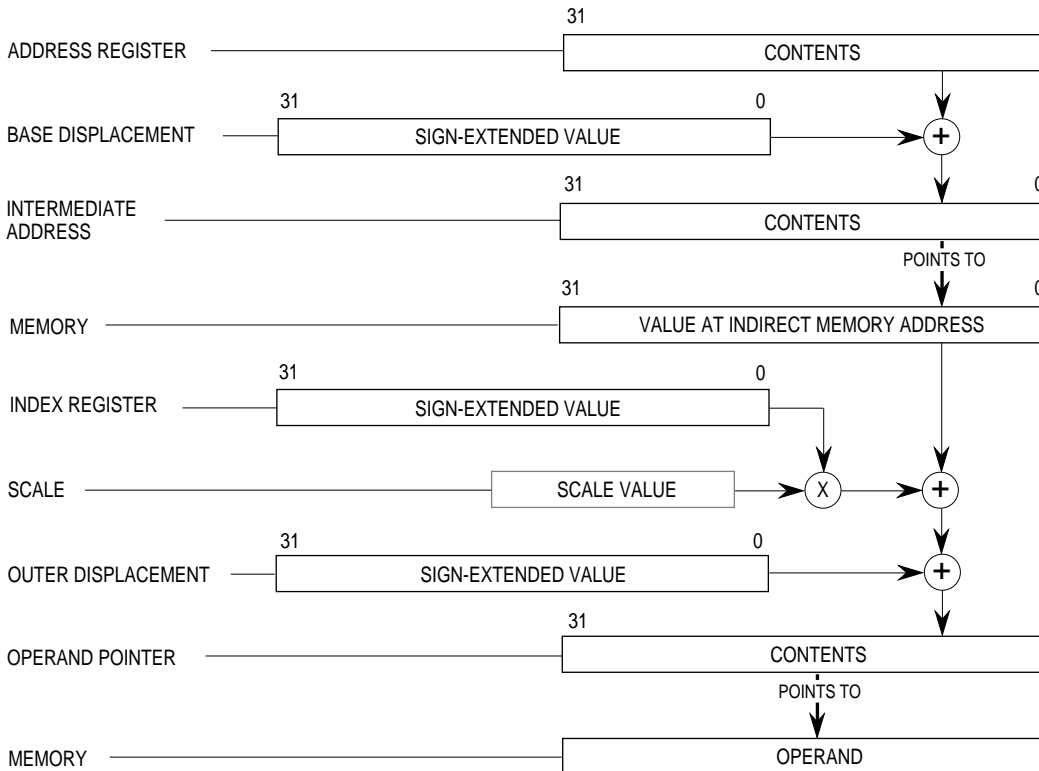 31
ADDRESS REGISTER
CONTENTS
31 0
BASE DISPLACEMENT
SIGN-EXTENDED VALUE
+
31 0
INTERMEDIATE
ADDRESS
CONTENTS
POINTS TO
31 0
MEMORY
VALUE AT INDIRECT MEMORY ADDRESS
31 0
INDEX REGISTER
SIGN-EXTENDED VALUE
SCALE
SCALE VALUE
X
+
31 0
OUTER DISPLACEMENT
SIGN-EXTENDED VALUE
+
31
OPERAND POINTER
CONTENTS
POINTS TO
MEMORY
OPERAND